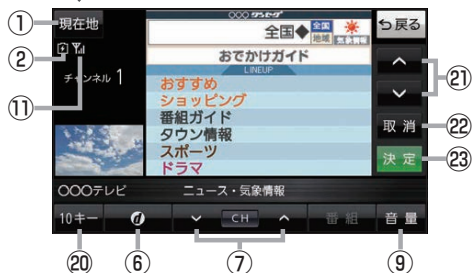 ① 現在地
○○○ ワンセグ
全国◆ 全国 地域 気象情報
戻る
②
おでかけガイド
LINEUP
⑪ チャンネル 1
おすすめ
ショッピング
番組ガイド
タウン情報
スポーツ
ドラマ
㉑
取 消 ㉒
決 定 ㉓
○○○テレビ ニュース・気象情報
10キー CH 番 組 音 量
⑳ ⑥ ⑦ ⑨